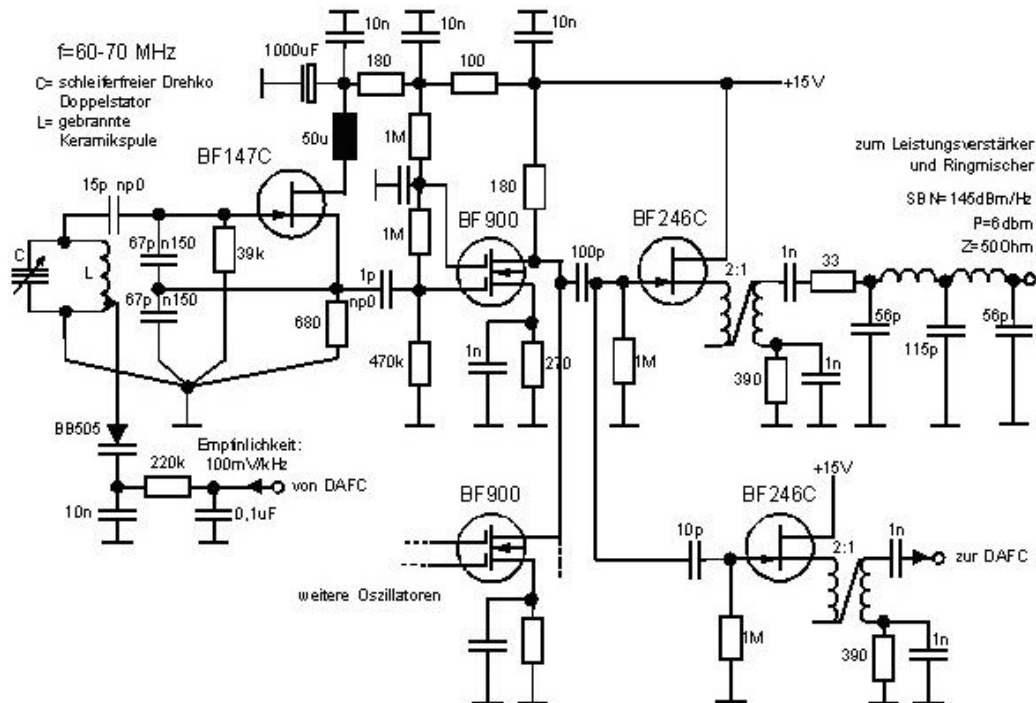 10n
10n
10n
f=60-70 MHz
1000uF
180
100
+15V
C= schleiferfreier Drehko
Doppelstator
L= gebrannte
Keramikspule
50u
1M
BF147C
180
zum Leistungsverstärker
und Ringmischer
15p np0
BF900
SBN=145dBm/Hz
P=6dbm
Z=50Ohm
1M
100p
BF246C
C
L
67p n150
39k
2:1
1n
33
1p
np0
67p n150
680
56p
115p
56p
470k
1n
270
1M
390
1n
BB505
Empfinlichkeit:
100mV/kHz
220k
von DAFC
10n
0,1uF
BF900
BF246C
+15V
10p
2:1
1n
zur DAFC
weitere Oszillatoren
1M
390
1n